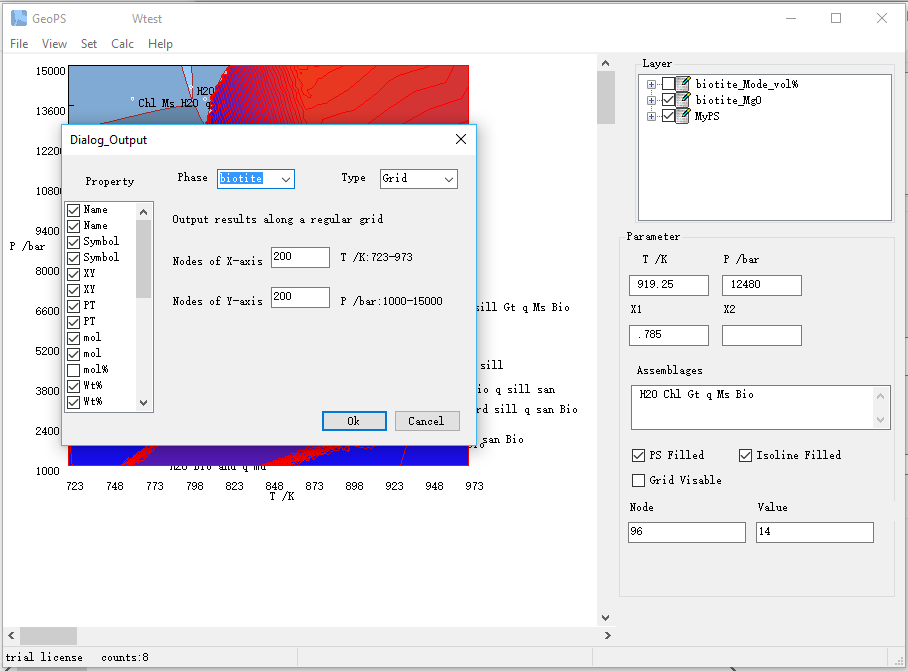 GeoPS Wtest
File View Set Calc Help
15000
13600
12200
10800
9400
P /bar
8000
6600
5200
3800
2400
1000
H2O
Chl Ms H2O q
sill Gt q Ms Bio
sill
io q sill san
rd sill q san Bio
san Bio
H2O Bio and q mu
723 748 773 798 823 848 873 898 923 948 973
T /K
Dialog_Output
Property
Name
Name
Symbol
Symbol
XY
XY
PT
PT
mol
mol
mol%
Wt%
Wt%
Phase biotite Type Grid
Output results along a regular grid
Nodes of X-axis 200 T /K:723-973
Nodes of Y-axis 200 P /bar:1000-15000
Ok Cancel
Layer
biotite_Mode_vol%
biotite_MgO
MyPS
Parameter
T /K P /bar
919.25 12480
X1 X2
.785
Assemblages
H2O Chl Gt q Ms Bio
PS Filled Isoline Filled
Grid Visable
Node Value
96 14
trial license counts:8